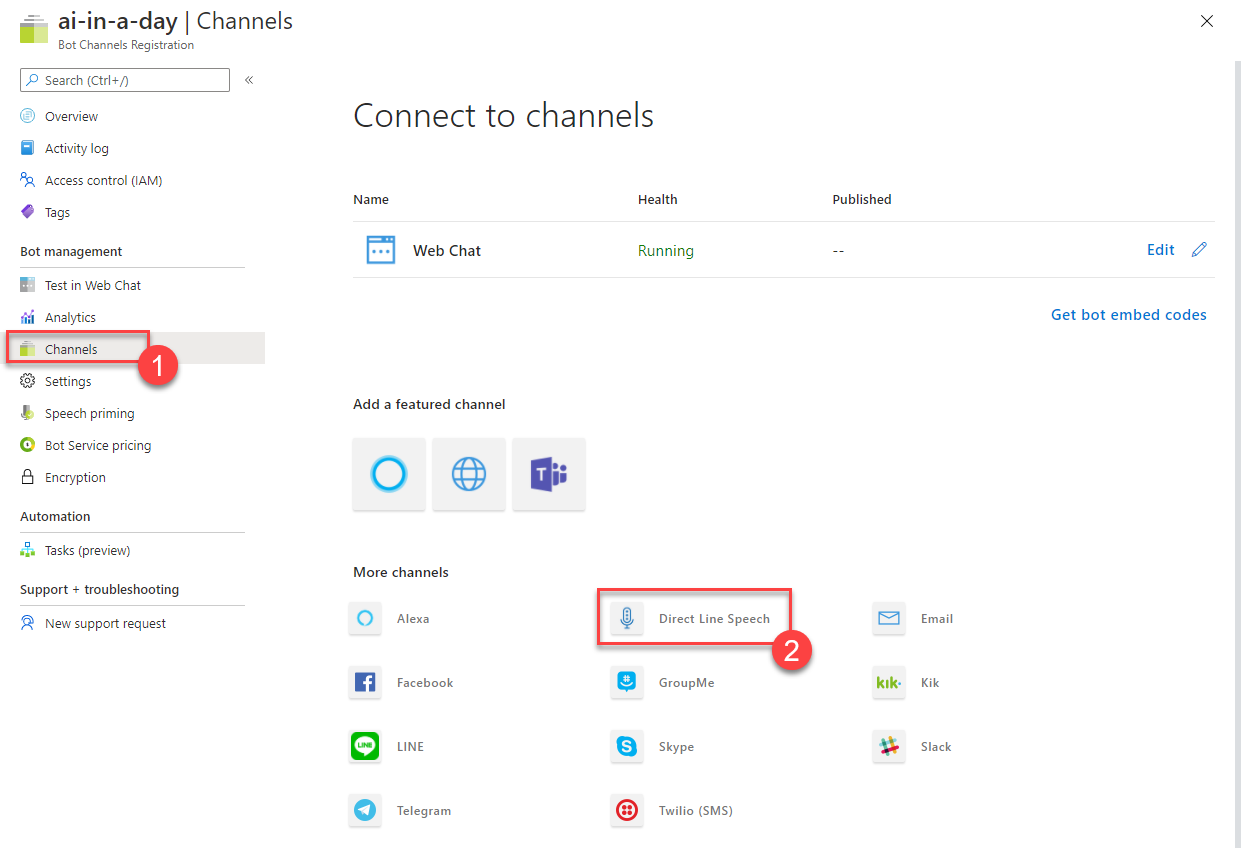 ai-in-a-day | Channels
Bot Channels Registration
Search (Ctrl+/)
«
Overview
Activity log
Access control (IAM)
Tags
Bot management
Test in Web Chat
Analytics
Channels
1
Settings
Speech priming
Bot Service pricing
Encryption
Automation
Tasks (preview)
Support + troubleshooting
New support request
Connect to channels
Name Health Published
Web Chat Running -- Edit
Get bot embed codes
Add a featured channel
T
More channels
Alexa Direct Line Speech Email
2
Facebook GroupMe kik. Kik
LINE LINE Skype Slack
Telegram Twilio (SMS)